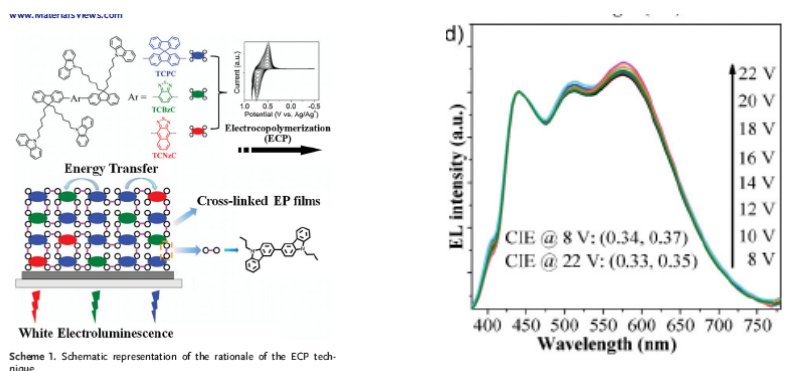 www.MaterialsViews.com
TCPC
Ar
Ar =
TCBzC
TCNzC
Current (a.u.)
1.0 0.5 0.0 -0.5
Potential (V vs. Ag/Ag+)
Electrocopolymerization
(ECP)
Energy Transfer
Cross-linked EP films
White Electroluminescence
Scheme 1. Schematic representation of the rationale of the ECP tech-
nique
d)
EL intensity (a.u.)
22 V
20 V
18 V
16 V
14 V
12 V
10 V
8 V
CIE @ 8 V: (0.34, 0.37)
CIE @ 22 V: (0.33, 0.35)
400 450 500 550 600 650 700 750
Wavelength (nm)